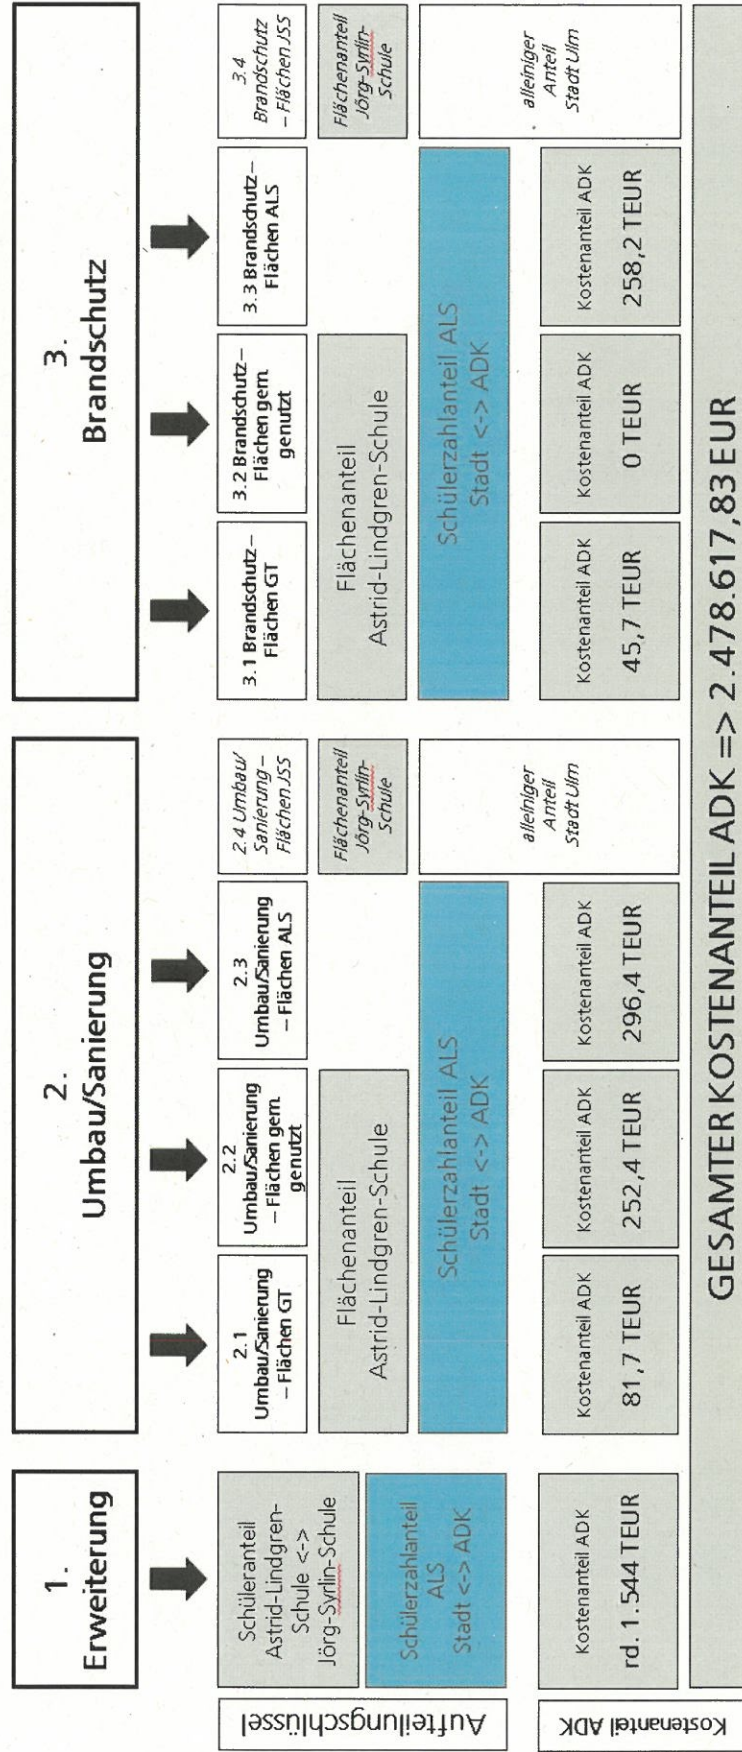 1.
Erweiterung
2.
Umbau/Sanierung
3.
Brandschutz
Aufteilungschlüssel
Schüleranteil
Astrid-Lindgren-
Schule <->
Jörg-Syrlin-Schule
Schülerzahlanteil
ALS
Stadt <-> ADK
2.1
Umbau/Sanierung
– Flächen GT
2.2
Umbau/Sanierung
– Flächen gem.
genutzt
2.3
Umbau/Sanierung
– Flächen ALS
2.4 Umbau/
Sanierung –
Flächen JSS
Flächenanteil
Astrid-Lindgren-Schule
Flächenanteil
Jörg-Syrlin-
Schule
Schülerzahlanteil ALS
Stadt <-> ADK
alleiniger
Anteil
Stadt Ulm
3.1 Brandschutz–
Flächen GT
3.2 Brandschutz–
Flächen gem.
genutzt
3.3 Brandschutz–
Flächen ALS
3.4
Brandschutz
– Flächen JSS
Flächenanteil
Astrid-Lindgren-Schule
Flächenanteil
Jörg-Syrlin-
Schule
Schülerzahlanteil ALS
Stadt <-> ADK
alleiniger
Anteil
Stadt Ulm
Kostenanteil ADK
Kostenanteil ADK
rd. 1.544 TEUR
Kostenanteil ADK
81,7 TEUR
Kostenanteil ADK
252,4 TEUR
Kostenanteil ADK
296,4 TEUR
Kostenanteil ADK
45,7 TEUR
Kostenanteil ADK
0 TEUR
Kostenanteil ADK
258,2 TEUR
GESAMTER KOSTENANTEIL ADK => 2.478.617,83 EUR